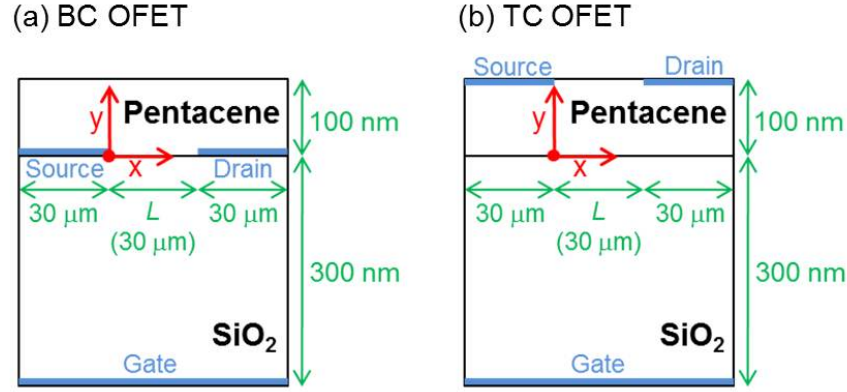 (a) BC OFET
Pentacene
y
x
Source
Drain
100 nm
30 μm
L
(30 μm)
30 μm
300 nm
SiO₂
Gate
(b) TC OFET
Source
Drain
Pentacene
y
x
100 nm
30 μm
L
(30 μm)
30 μm
300 nm
SiO₂
Gate